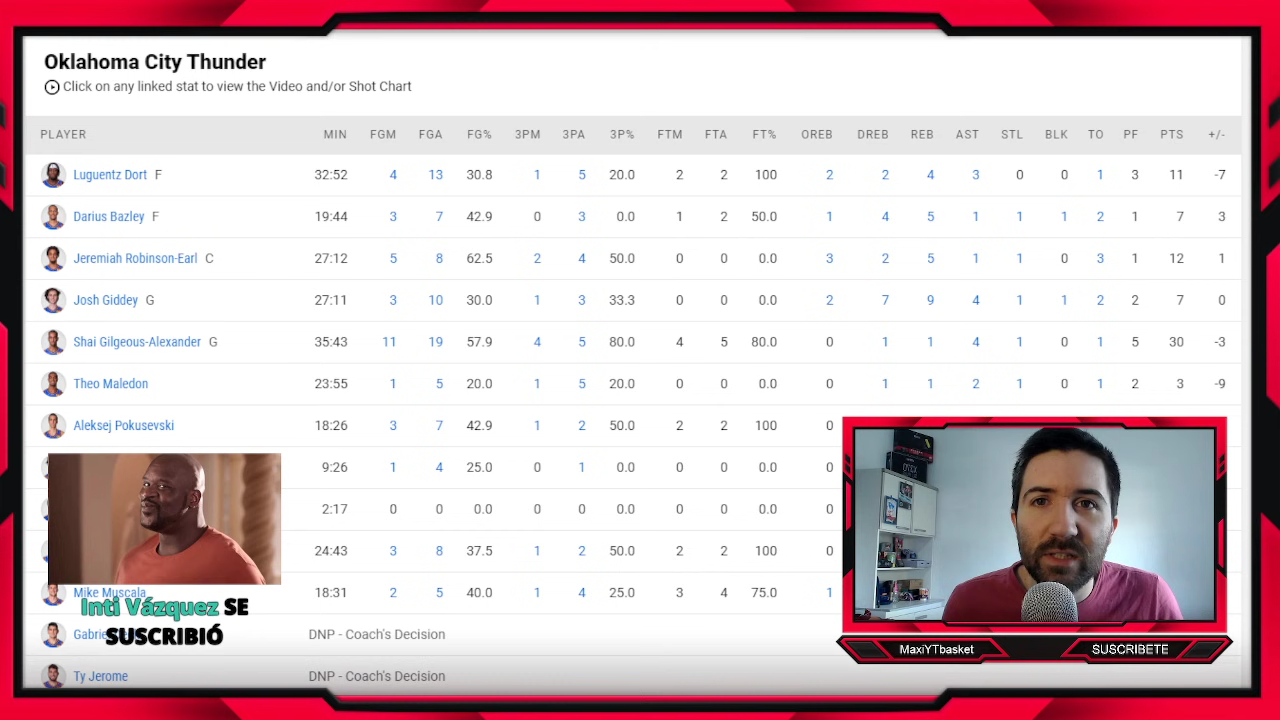 Oklahoma City Thunder
Click on any linked stat to view the Video and/or Shot Chart
PLAYER MIN FGM FGA FG% 3PM 3PA 3P% FTM FTA FT% OREB DREB REB AST STL BLK TO PF PTS +/-
Luguentz Dort F 32:52 4 13 30.8 1 5 20.0 2 2 100 2 2 4 3 0 0 1 3 11 -7
Darius Bazley F 19:44 3 7 42.9 0 3 0.0 1 2 50.0 1 4 5 1 1 1 2 1 7 3
Jeremiah Robinson-Earl C 27:12 5 8 62.5 2 4 50.0 0 0 0.0 3 2 5 1 1 0 3 1 12 1
Josh Giddey G 27:11 3 10 30.0 1 3 33.3 0 0 0.0 2 7 9 4 1 1 2 2 7 0
Shai Gilgeous-Alexander G 35:43 11 19 57.9 4 5 80.0 4 5 80.0 0 1 1 4 1 0 1 5 30 -3
Theo Maledon 23:55 1 5 20.0 1 5 20.0 0 0 0.0 0 1 1 2 1 0 1 2 3 -9
Aleksej Pokusevski 18:26 3 7 42.9 1 2 50.0 2 2 100 0
9:26 1 4 25.0 0 1 0.0 0 0 0.0 0
2:17 0 0 0.0 0 0 0.0 0 0 0.0 0
24:43 3 8 37.5 1 2 50.0 2 2 100 0
Mike Muscala 18:31 2 5 40.0 1 4 25.0 3 4 75.0 1
Inti Vázquez SE
SUSCRIBIÓ
DNP - Coach's Decision
Ty Jerome DNP - Coach's Decision
MaxiYTbasket
SUSCRIBETE